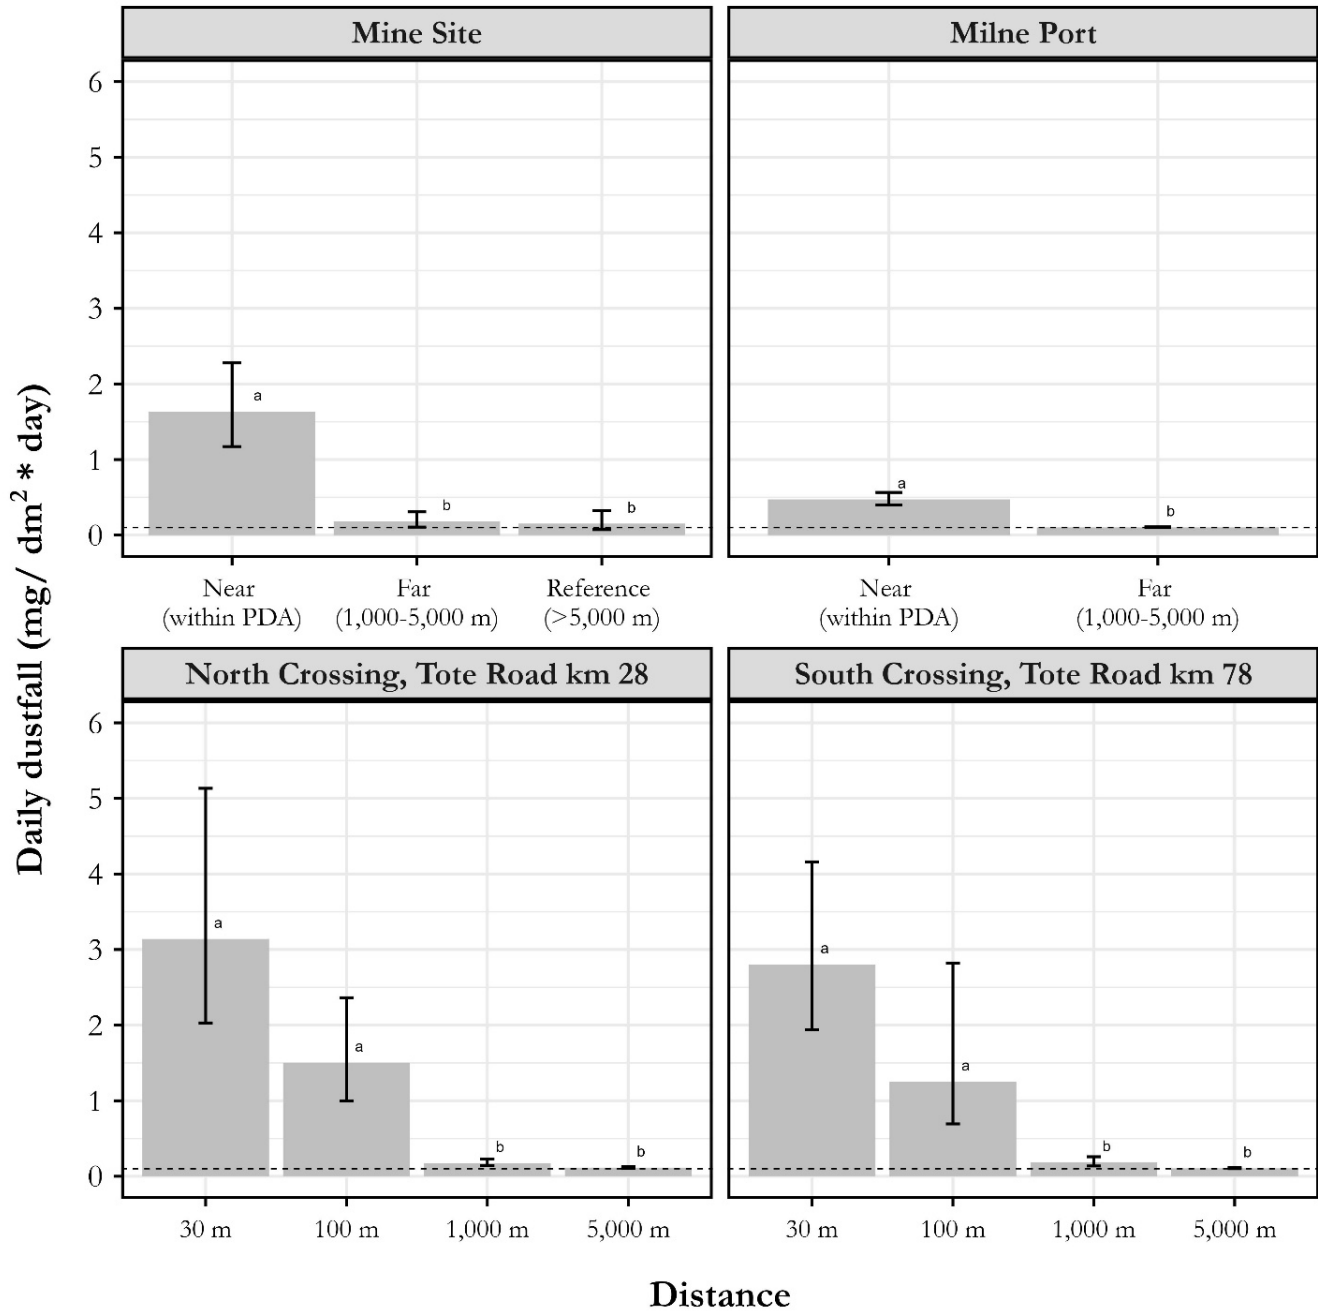 Mine Site
Milne Port
Daily dustfall (mg/ dm² * day)
6
5
4
3
2
1
0
a
b
b
a
b
Near
(within PDA)
Far
(1,000-5,000 m)
Reference
(>5,000 m)
Near
(within PDA)
Far
(1,000-5,000 m)
North Crossing, Tote Road km 28
South Crossing, Tote Road km 78
6
5
4
3
2
1
0
a
a
b
b
a
a
b
b
30 m
100 m
1,000 m
5,000 m
30 m
100 m
1,000 m
5,000 m
Distance